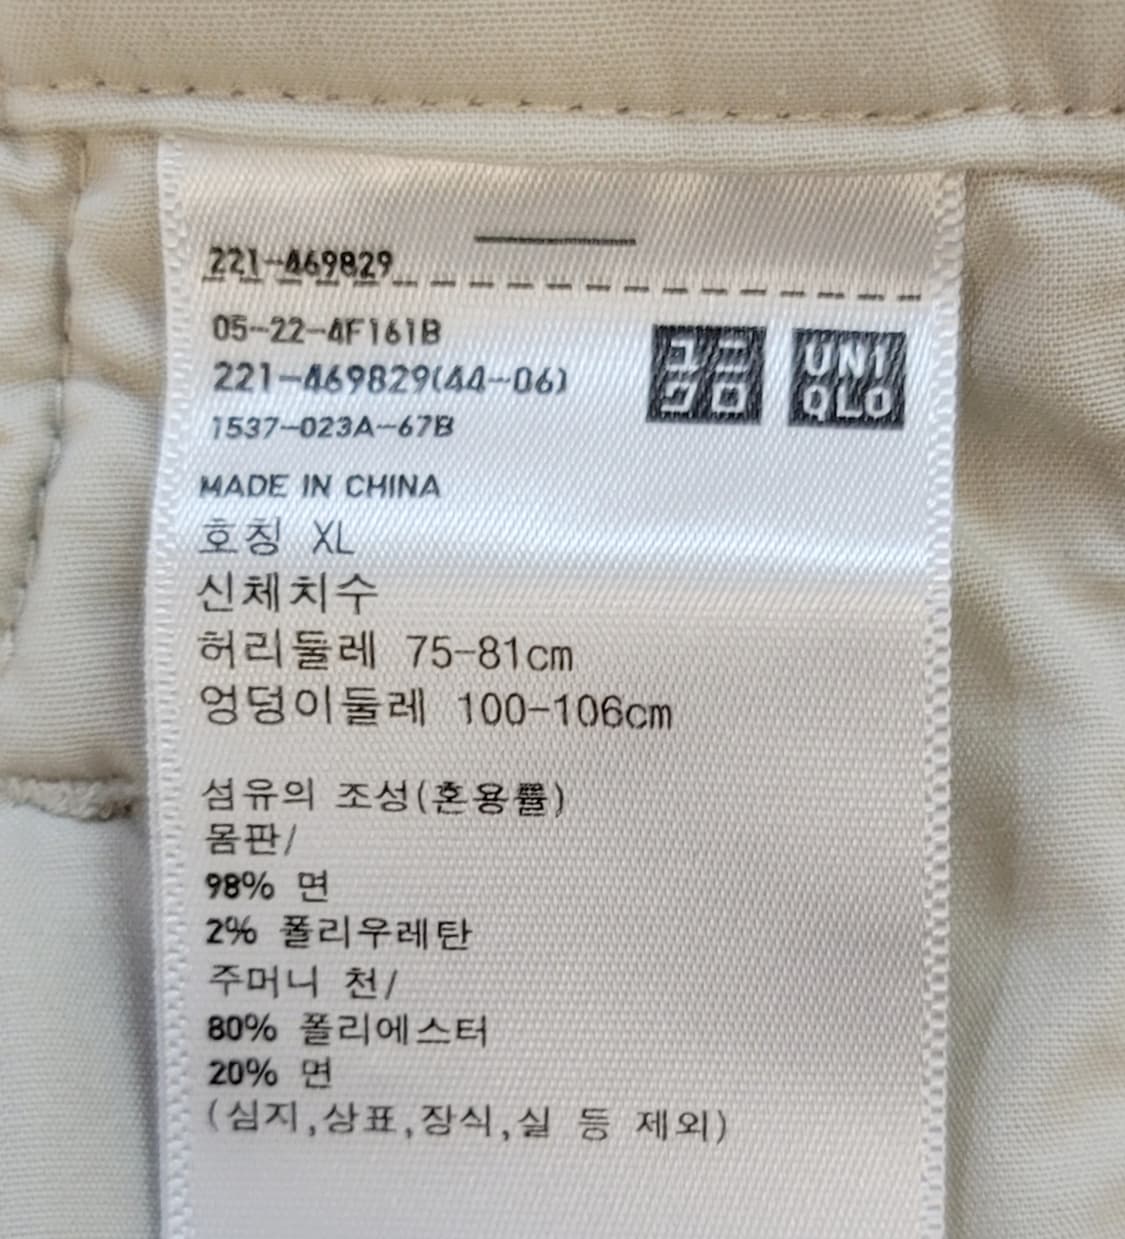 221-469829
05-22-4F161B
221-469829(44-06)
1537-023A-67B
ユニ
クロ
UNI
QLO
MADE IN CHINA
호칭 XL
신체치수
허리둘레 75-81cm
엉덩이둘레 100-106cm
섬유의 조성(혼용률)
몸판/
98% 면
2% 폴리우레탄
주머니 천/
80% 폴리에스터
20% 면
(심지,상표,장식,실 등 제외)